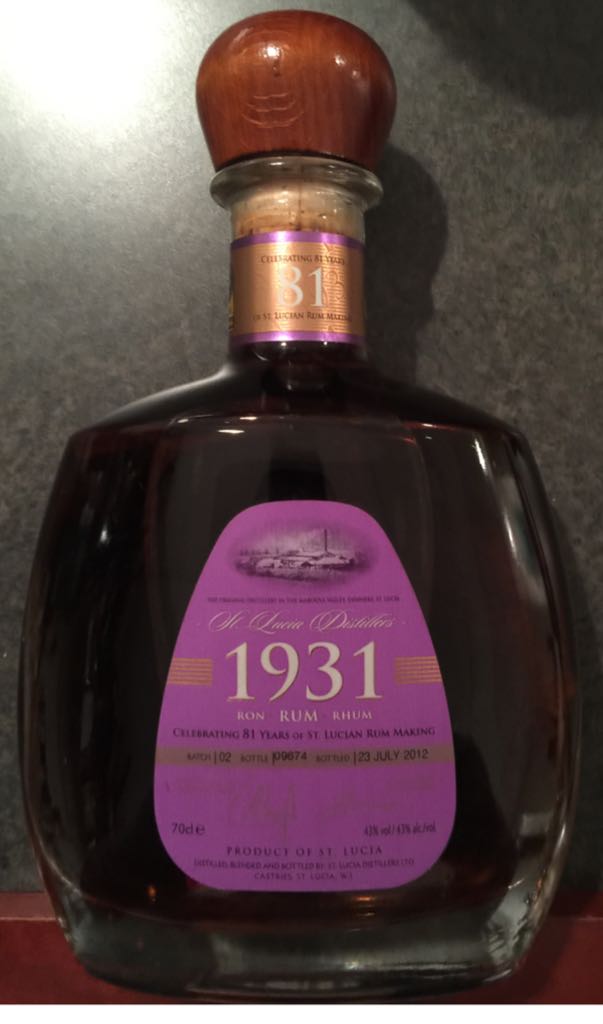 CELEBRATING 81 YEARS
81
OF ST. LUCIAN RUM MAKING
THE ORIGINAL DISTILLERY IN THE ROSEAU VALLEY, DENNERY, ST. LUCIA
St. Lucia Distillers
1931
RON · RUM · RHUM
CELEBRATING 81 YEARS OF ST. LUCIAN RUM MAKING
BATCH | 02 BOTTLE | 09674 BOTTLED | 23 JULY 2012
70cl e 43% vol/43% alc/vol
PRODUCT OF ST. LUCIA
DISTILLED, BLENDED AND BOTTLED BY: ST. LUCIA DISTILLERS LTD
CASTRIES, ST. LUCIA, W.I.